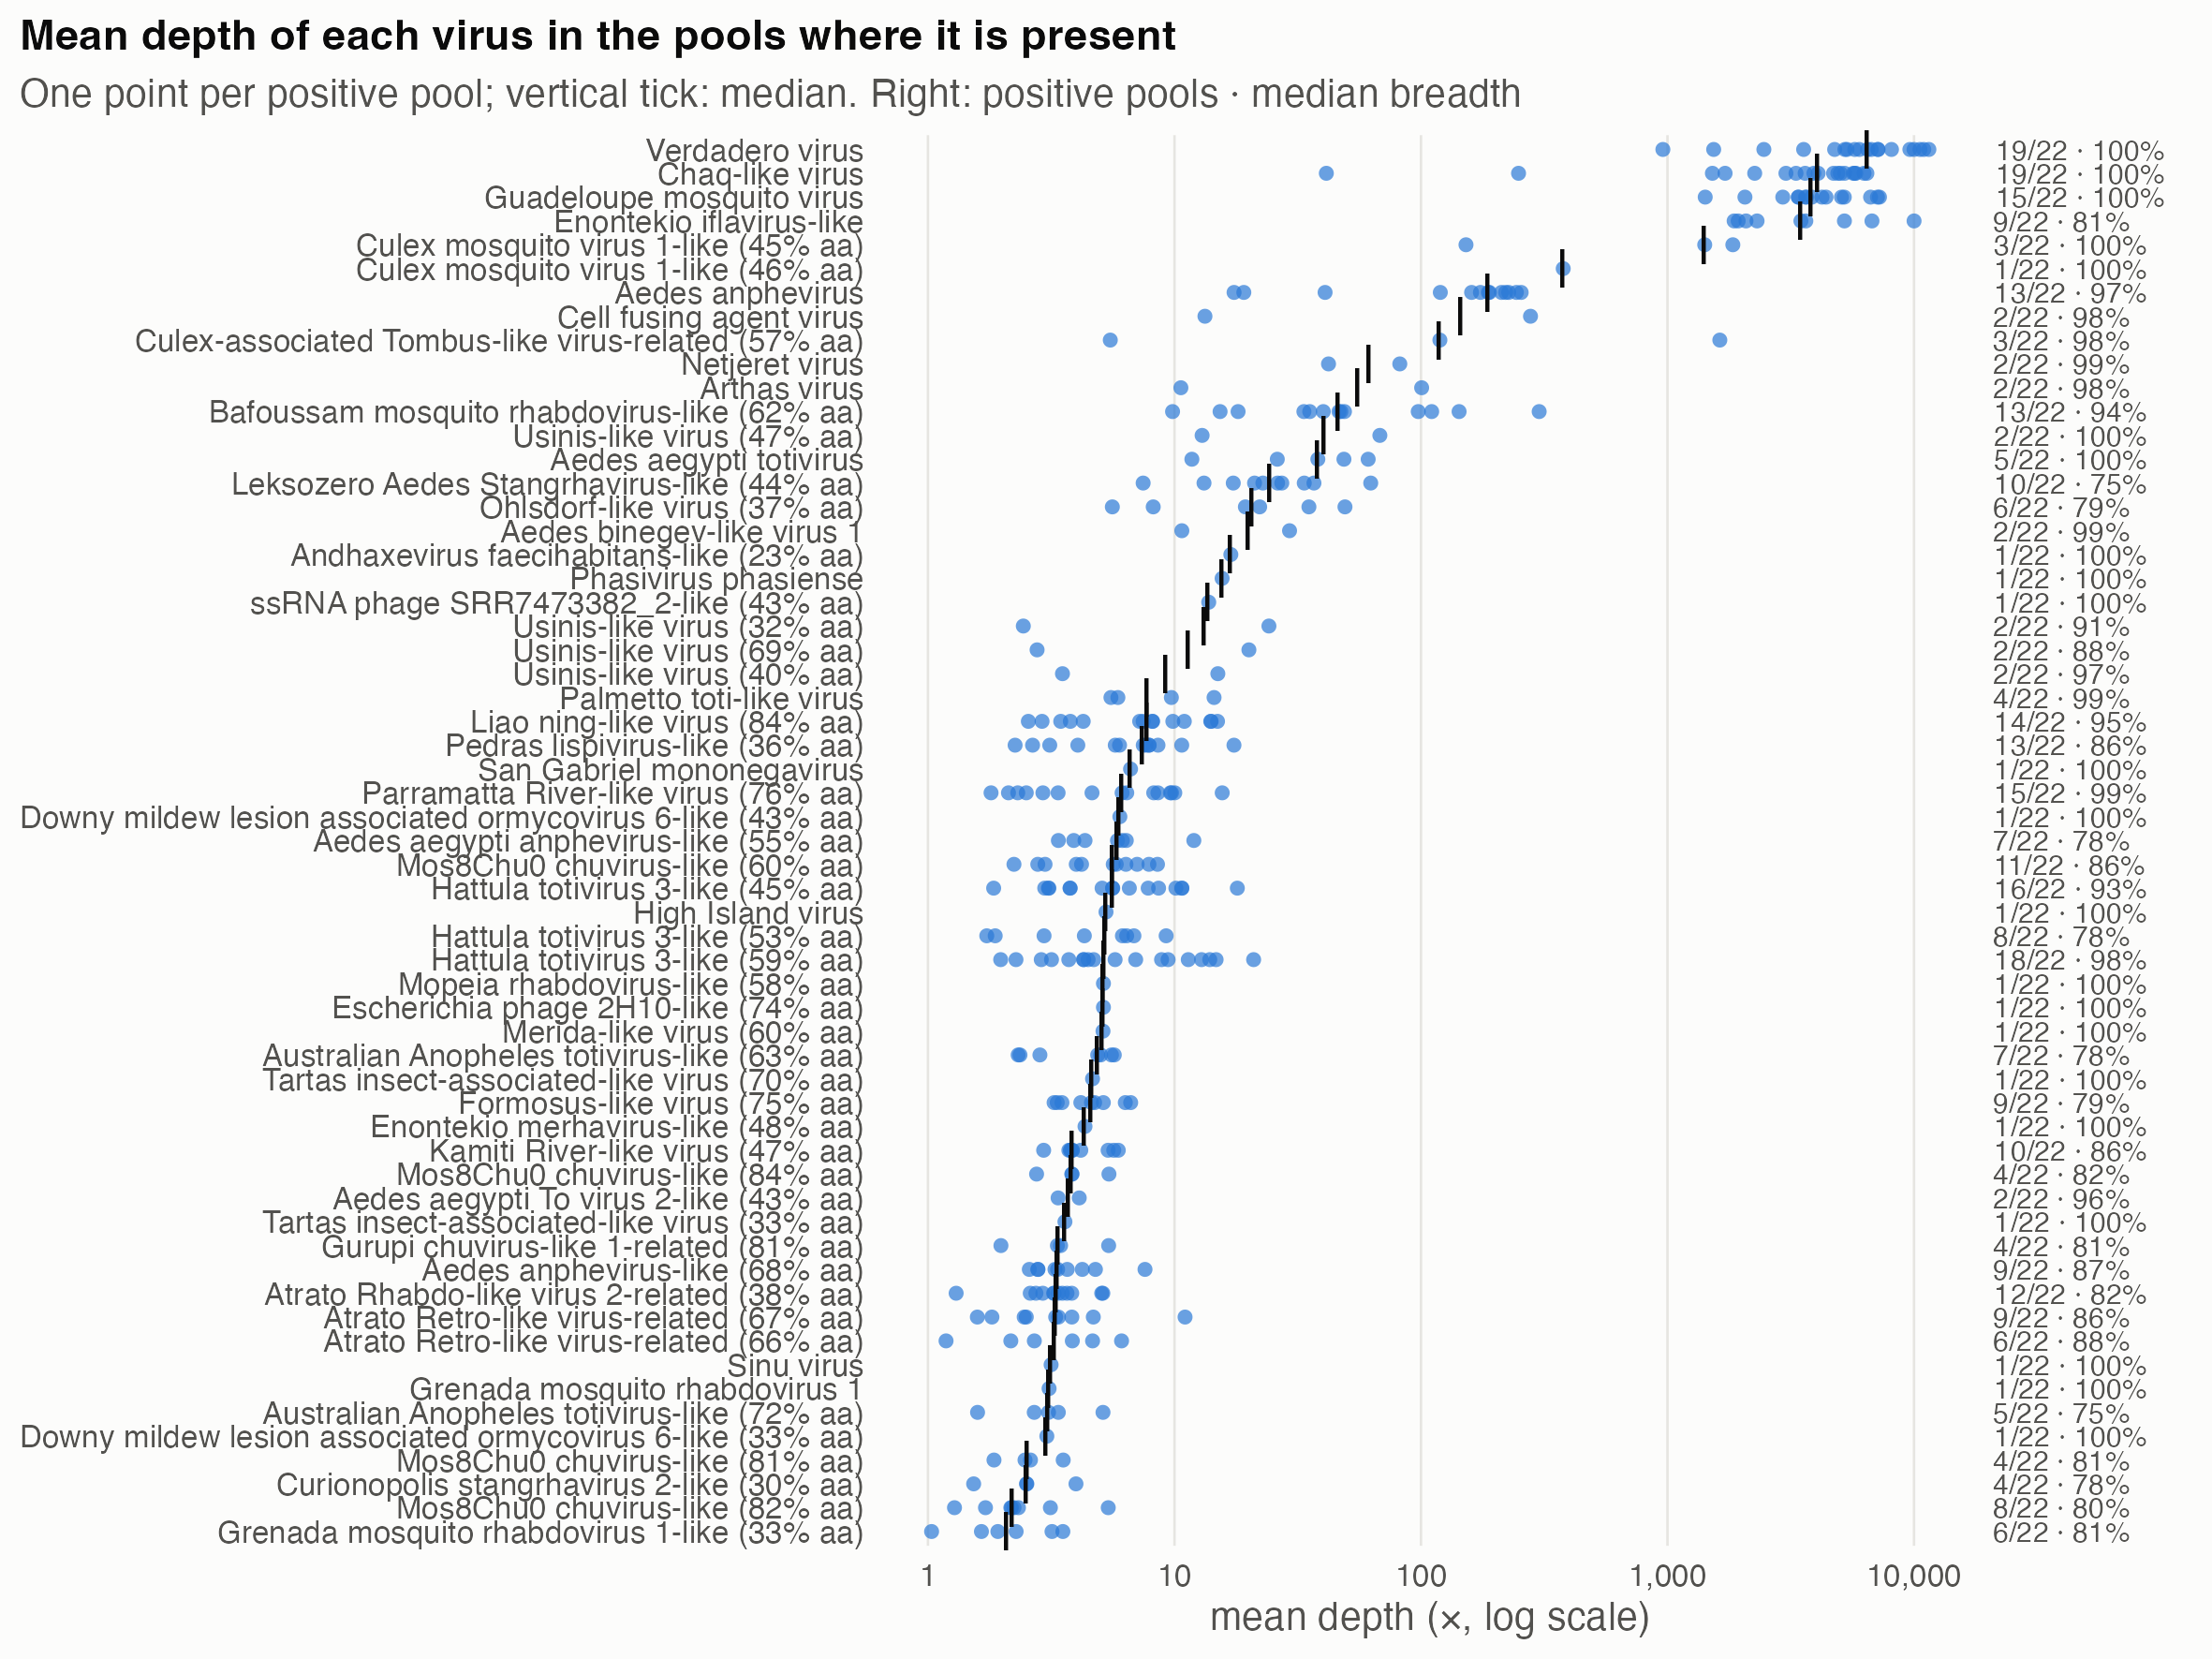 Mean depth of each virus in the pools where it is present
One point per positive pool; vertical tick: median. Right: positive pools · median breadth
Verdadero virus 19/22 · 100%
Chaq-like virus 19/22 · 100%
Guadeloupe mosquito virus 15/22 · 100%
Enontekio iflavirus-like 9/22 · 81%
Culex mosquito virus 1-like (45% aa) 3/22 · 100%
Culex mosquito virus 1-like (46% aa) 1/22 · 100%
Aedes anphevirus 13/22 · 97%
Cell fusing agent virus 2/22 · 98%
Culex-associated Tombus-like virus-related (57% aa) 3/22 · 98%
Netjeret virus 2/22 · 99%
Arthas virus 2/22 · 98%
Bafoussam mosquito rhabdovirus-like (62% aa) 13/22 · 94%
Usinis-like virus (47% aa) 2/22 · 100%
Aedes aegypti totivirus 5/22 · 100%
Leksozero Aedes Stangrhavirus-like (44% aa) 10/22 · 75%
Ohlsdorf-like virus (37% aa) 6/22 · 79%
Aedes binegev-like virus 1 2/22 · 99%
Andhaxevirus faecihabitans-like (23% aa) 1/22 · 100%
Phasivirus phasiense 1/22 · 100%
ssRNA phage SRR7473382_2-like (43% aa) 1/22 · 100%
Usinis-like virus (32% aa) 2/22 · 91%
Usinis-like virus (69% aa) 2/22 · 88%
Usinis-like virus (40% aa) 2/22 · 97%
Palmetto toti-like virus 4/22 · 99%
Liao ning-like virus (84% aa) 14/22 · 95%
Pedras lispivirus-like (36% aa) 13/22 · 86%
San Gabriel mononegavirus 1/22 · 100%
Parramatta River-like virus (76% aa) 15/22 · 99%
Downy mildew lesion associated ormycovirus 6-like (43% aa) 1/22 · 100%
Aedes aegypti anphevirus-like (55% aa) 7/22 · 78%
Mos8Chu0 chuvirus-like (60% aa) 11/22 · 86%
Hattula totivirus 3-like (45% aa) 16/22 · 93%
High Island virus 1/22 · 100%
Hattula totivirus 3-like (53% aa) 8/22 · 78%
Hattula totivirus 3-like (59% aa) 18/22 · 98%
Mopeia rhabdovirus-like (58% aa) 1/22 · 100%
Escherichia phage 2H10-like (74% aa) 1/22 · 100%
Merida-like virus (60% aa) 1/22 · 100%
Australian Anopheles totivirus-like (63% aa) 7/22 · 78%
Tartas insect-associated-like virus (70% aa) 1/22 · 100%
Formosus-like virus (75% aa) 9/22 · 79%
Enontekio merhavirus-like (48% aa) 1/22 · 100%
Kamiti River-like virus (47% aa) 10/22 · 86%
Mos8Chu0 chuvirus-like (84% aa) 4/22 · 82%
Aedes aegypti To virus 2-like (43% aa) 2/22 · 96%
Tartas insect-associated-like virus (33% aa) 1/22 · 100%
Gurupi chuvirus-like 1-related (81% aa) 4/22 · 81%
Aedes anphevirus-like (68% aa) 9/22 · 87%
Atrato Rhabdo-like virus 2-related (38% aa) 12/22 · 82%
Atrato Retro-like virus-related (67% aa) 9/22 · 86%
Atrato Retro-like virus-related (66% aa) 6/22 · 88%
Sinu virus 1/22 · 100%
Grenada mosquito rhabdovirus 1 1/22 · 100%
Australian Anopheles totivirus-like (72% aa) 5/22 · 75%
Downy mildew lesion associated ormycovirus 6-like (33% aa) 1/22 · 100%
Mos8Chu0 chuvirus-like (81% aa) 4/22 · 81%
Curionopolis stangrhavirus 2-like (30% aa) 4/22 · 78%
Mos8Chu0 chuvirus-like (82% aa) 8/22 · 80%
Grenada mosquito rhabdovirus 1-like (33% aa) 6/22 · 81%
1 10 100 1,000 10,000
mean depth (×, log scale)